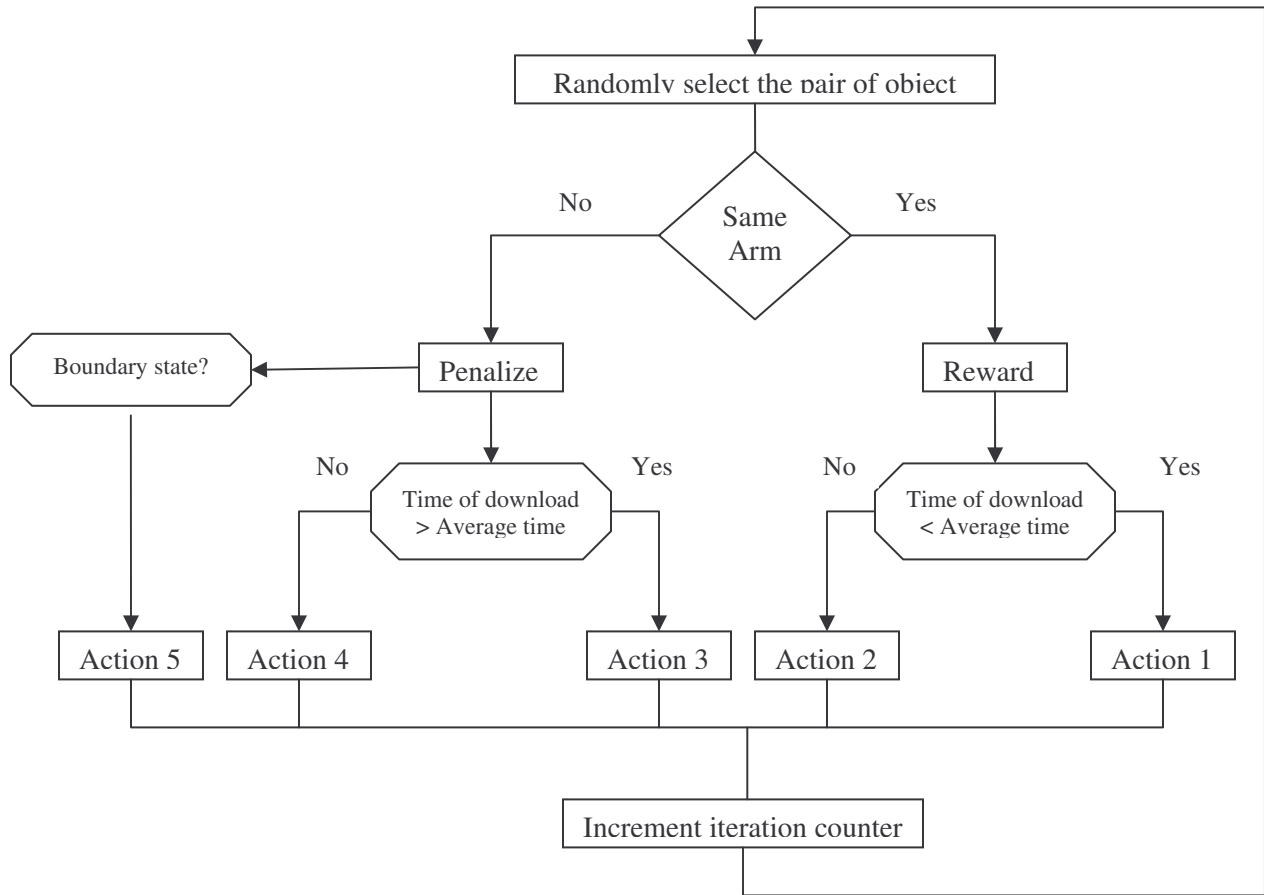 Randomly select the pair of object
No
Yes
Same
Arm
Boundary state?
Penalize
Reward
No
Yes
No
Yes
Time of download
> Average time
Time of download
< Average time
Action 5
Action 4
Action 3
Action 2
Action 1
Increment iteration counter